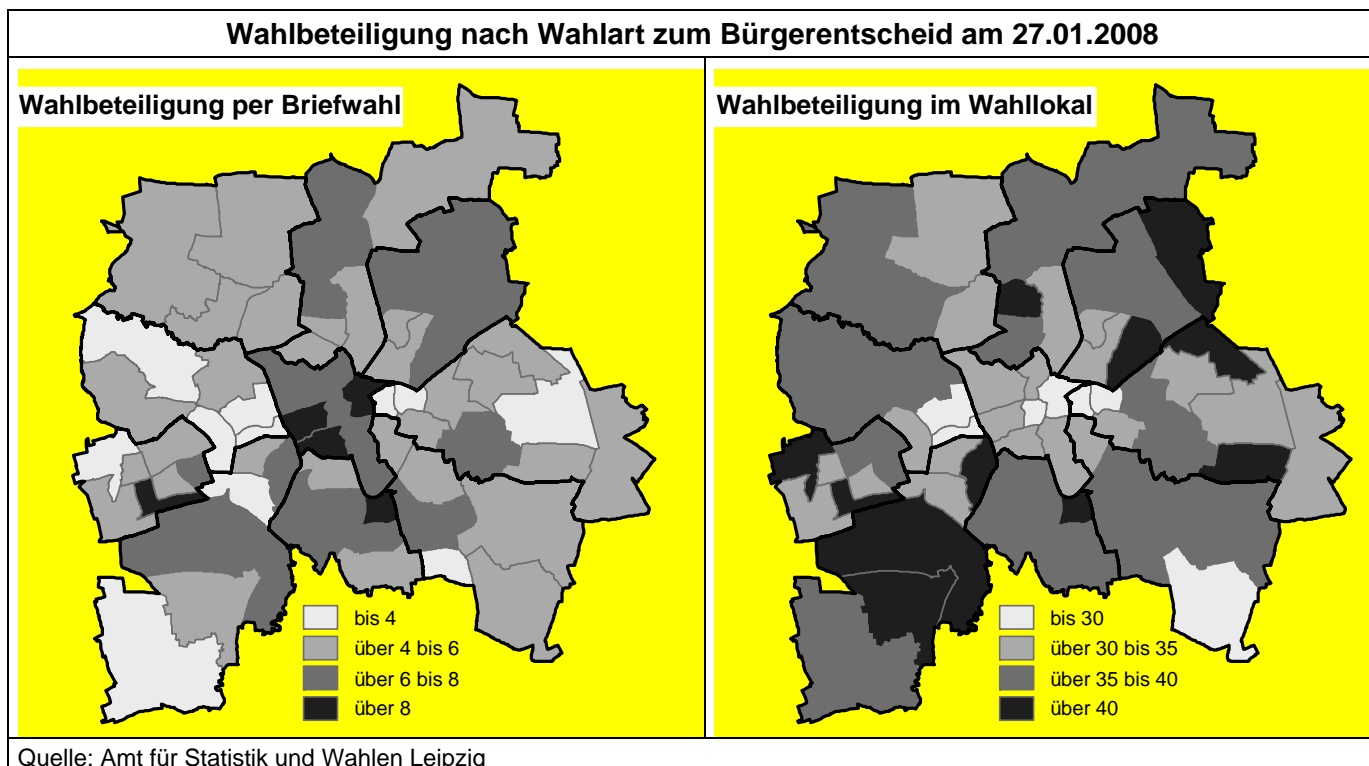 Wahlbeteiligung nach Wahlart zum Bürgerentscheid am 27.01.2008
Wahlbeteiligung per Briefwahl
bis 4
über 4 bis 6
über 6 bis 8
über 8
Wahlbeteiligung im Wahllokal
bis 30
über 30 bis 35
über 35 bis 40
über 40
Quelle: Amt für Statistik und Wahlen Leipzig